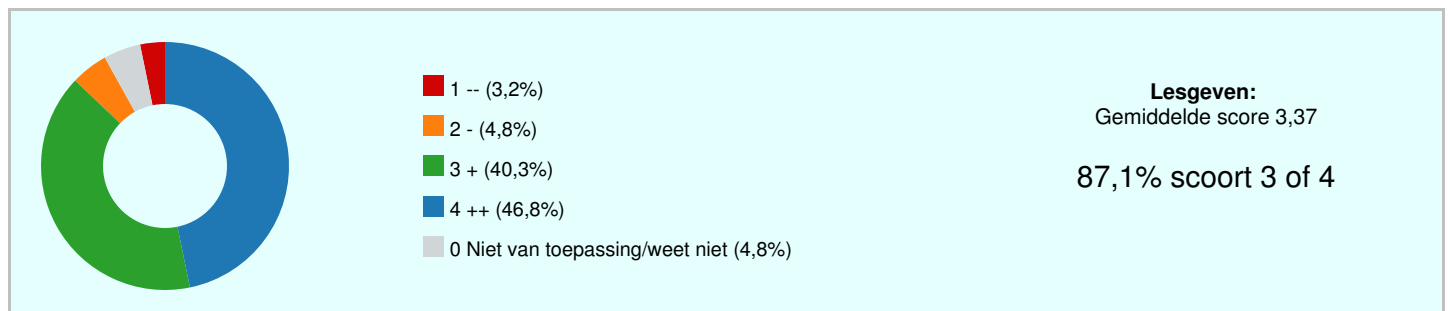 1 -- (3,2%)
2 - (4,8%)
3 + (40,3%)
4 ++ (46,8%)
0 Niet van toepassing/weet niet (4,8%)
Lesgeven:
Gemiddelde score 3,37
87,1% scoort 3 of 4